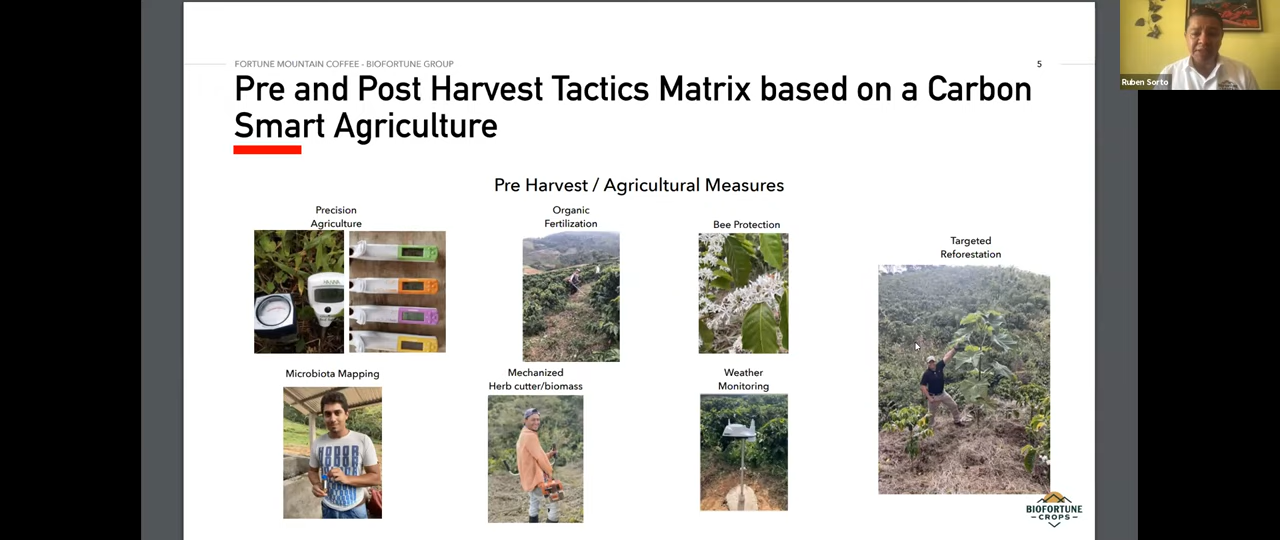 FORTUNE MOUNTAIN COFFEE - BIOFORTUNE GROUP
5
Pre and Post Harvest Tactics Matrix based on a Carbon
Smart Agriculture
Pre Harvest / Agricultural Measures
Precision
Agriculture
Organic
Fertilization
Bee Protection
Targeted
Reforestation
HANNA
Microbiota Mapping
Mechanized
Herb cutter/biomass
Weather
Monitoring
BIOFORTUNE
CROPS
Ruben Sorto